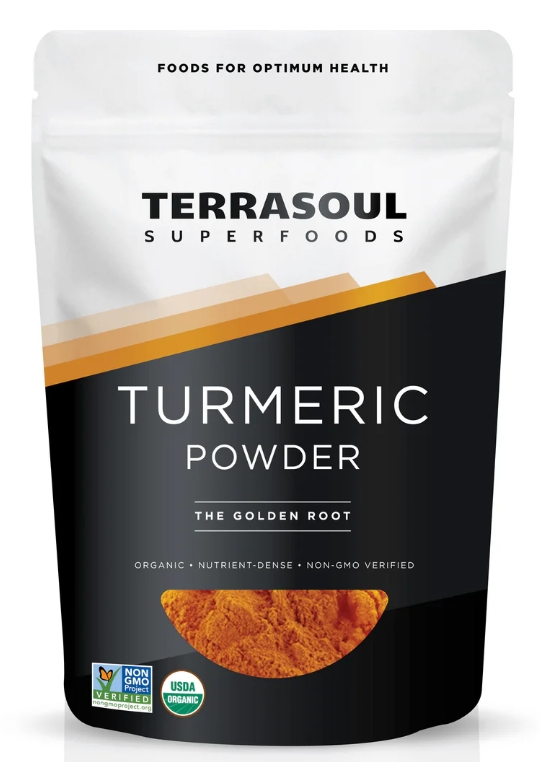 FOODS FOR OPTIMUM HEALTH
TERRASOUL
SUPERFOODS
TURMERIC
POWDER
THE GOLDEN ROOT
ORGANIC • NUTRIENT-DENSE • NON-GMO VERIFIED
NON
GMO
Project
VERIFIED
nongmoproject.org
USDA
ORGANIC